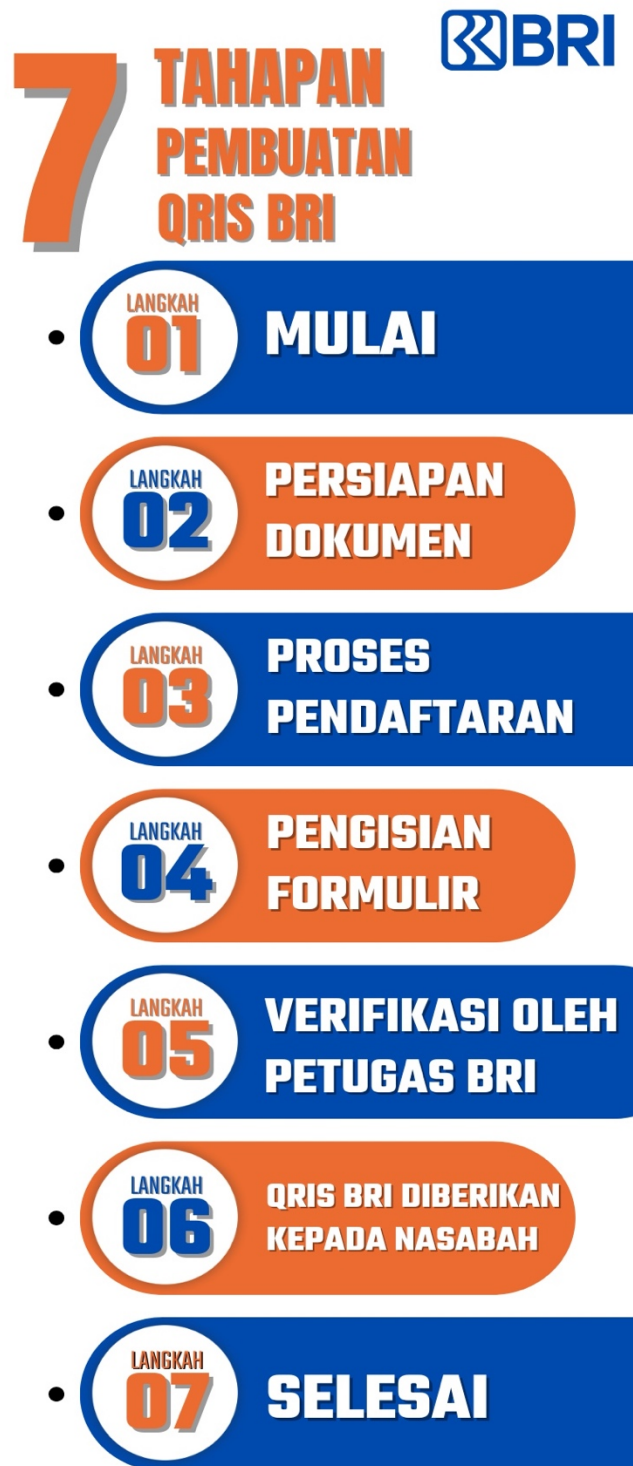 BRI
7
TAHAPAN
PEMBUATAN
QRIS BRI
LANGKAH
01
MULAI
LANGKAH
02
PERSIAPAN
DOKUMEN
LANGKAH
03
PROSES
PENDAFTARAN
LANGKAH
04
PENGISIAN
FORMULIR
LANGKAH
05
VERIFIKASI OLEH
PETUGAS BRI
LANGKAH
06
QRIS BRI DIBERIKAN
KEPADA NASABAH
LANGKAH
07
SELESAI